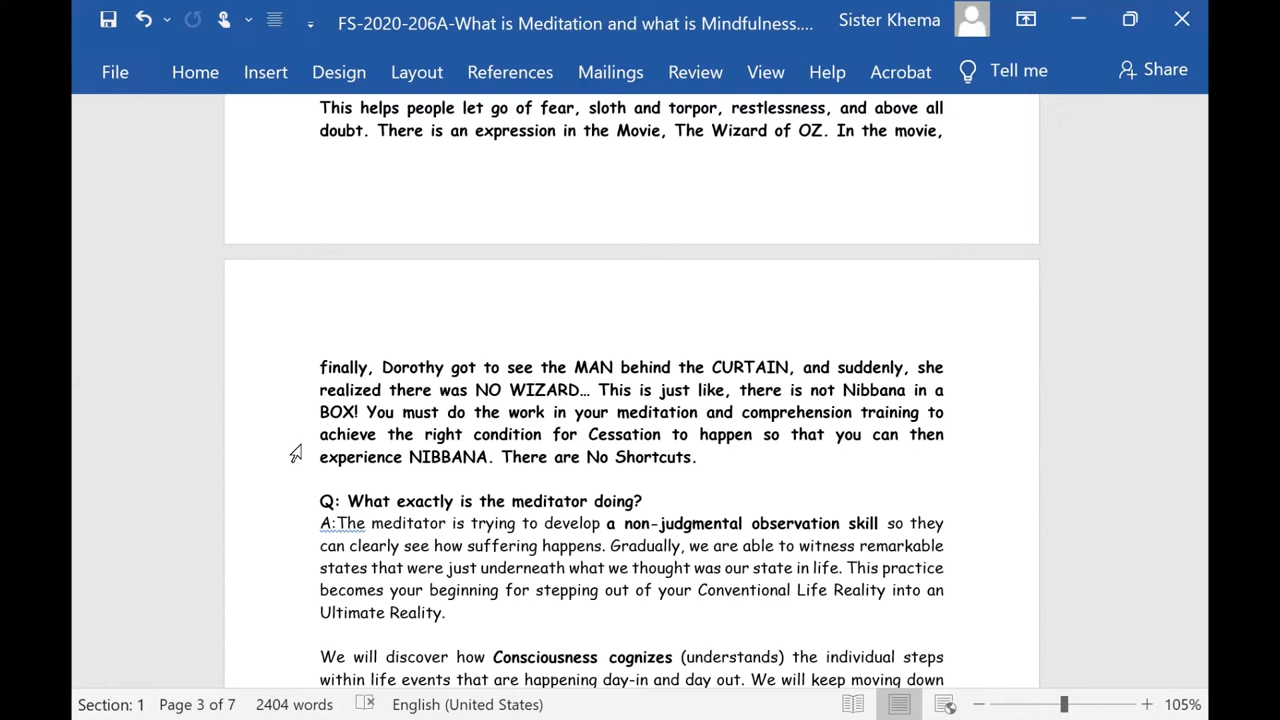 FS-2020-206A-What is Meditation and what is Mindfulness.... Sister Khema
File Home Insert Design Layout References Mailings Review View Help Acrobat Tell me Share
This helps people let go of fear, sloth and torpor, restlessness, and above all
doubt. There is an expression in the Movie, The Wizard of OZ. In the movie,
finally, Dorothy got to see the MAN behind the CURTAIN, and suddenly, she
realized there was NO WIZARD… This is just like, there is not Nibbana in a
BOX! You must do the work in your meditation and comprehension training to
achieve the right condition for Cessation to happen so that you can then
experience NIBBANA. There are No Shortcuts.
Q: What exactly is the meditator doing?
A:The meditator is trying to develop a non-judgmental observation skill so they
can clearly see how suffering happens. Gradually, we are able to witness remarkable
states that were just underneath what we thought was our state in life. This practice
becomes your beginning for stepping out of your Conventional Life Reality into an
Ultimate Reality.
We will discover how Consciousness cognizes (understands) the individual steps
within life events that are happening day-in and day out. We will keep moving down
Section: 1 Page 3 of 7 2404 words English (United States) 105%